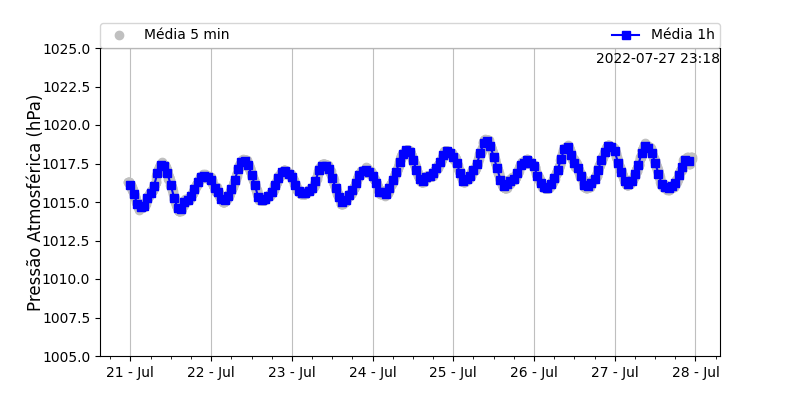 Média 5 min
Média 1h
2022-07-27 23:18
Pressão Atmosférica (hPa)
1025.0
1022.5
1020.0
1017.5
1015.0
1012.5
1010.0
1007.5
1005.0
21 - Jul
22 - Jul
23 - Jul
24 - Jul
25 - Jul
26 - Jul
27 - Jul
28 - Jul